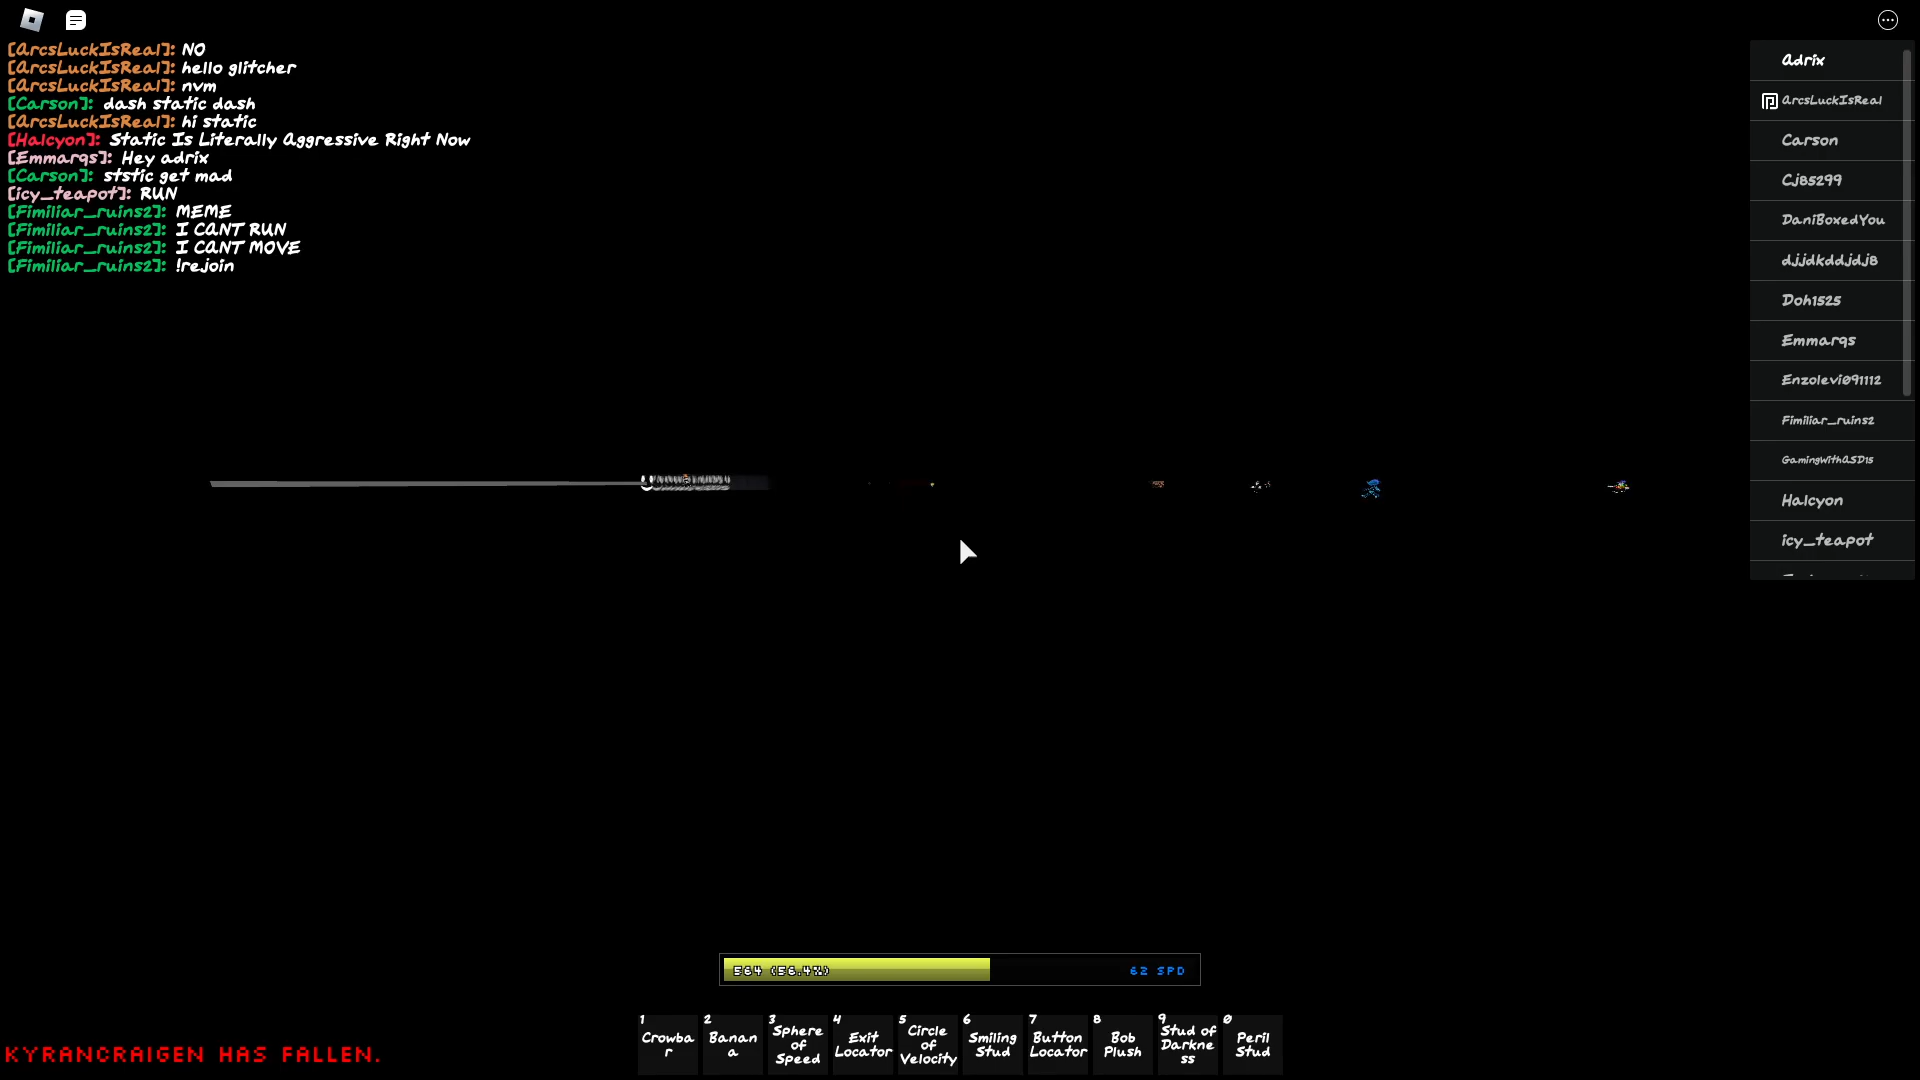 [ArcsLuckIsReal]: NO
[ArcsLuckIsReal]: hello glitcher
[ArcsLuckIsReal]: nvm
[Carson]: dash static dash
[ArcsLuckIsReal]: hi static
[Halcyon]: Static Is Literally Aggressive Right Now
[Emmarqs]: Hey adrix
[Carson]: ststic get mad
[icy_teapot]: RUN
[Fimiliar_ruins2]: MEME
[Fimiliar_ruins2]: I CANT RUN
[Fimiliar_ruins2]: I CANT MOVE
[Fimiliar_ruins2]: !rejoin
Adrix
ArcsLuckIsReal
Carson
Cj85299
DaniBoxedYou
djjdkddjdj8
Doh1525
Emmarqs
Enzolevi091112
Fimiliar_ruins2
GamingWithASD15
Halcyon
icy_teapot
564 (56.4%)
62 SPD
1
Crowba
r
2
Banan
a
3
Sphere
of
Speed
4
Exit
Locator
5
Circle
of
Velocity
6
Smiling
Stud
7
Button
Locator
8
Bob
Plush
9
Stud of
Darkne
ss
0
Peril
Stud
KYRANCRAIGEN HAS FALLEN.